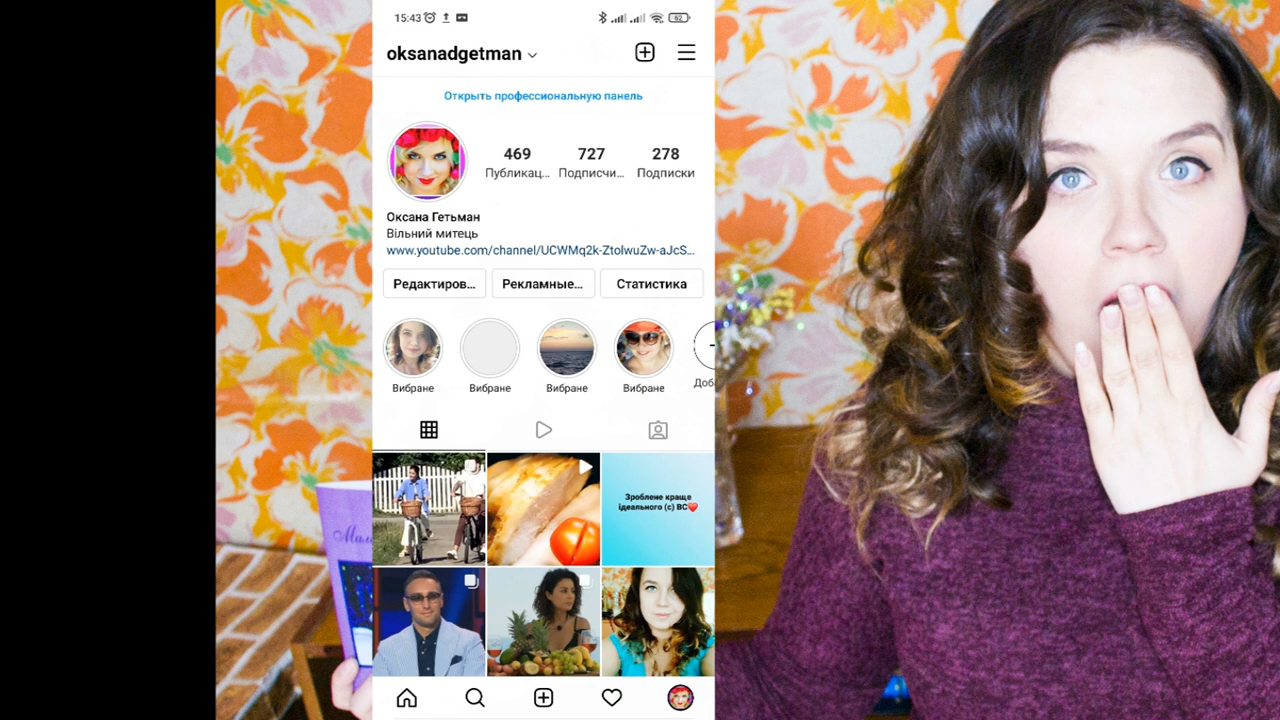 15:43
62
oksanadgetman
Открыть профессиональную панель
469 727 278
Публикац... Подписчи... Подписки
Оксана Гетьман
Вільний митець
www.youtube.com/channel/UCWMq2k-ZtolwuZw-aJcS...
Редактиров... Рекламные... Статистика
Вибране Вибране Вибране Вибране
Зроблене краще
ідеального (с) ВС❤️